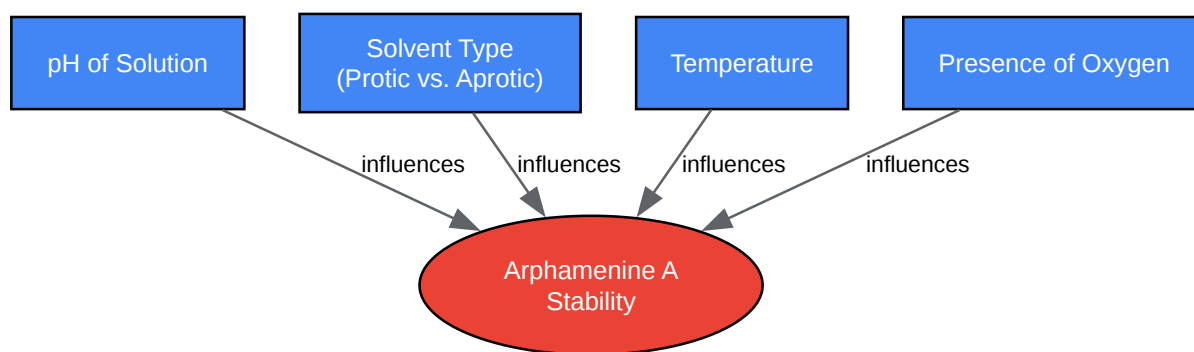 pH of Solution
Solvent Type
(Protic vs. Aprotic)
Temperature
Presence of Oxygen
influences
influences
influences
influences
Arphamenine A
Stability